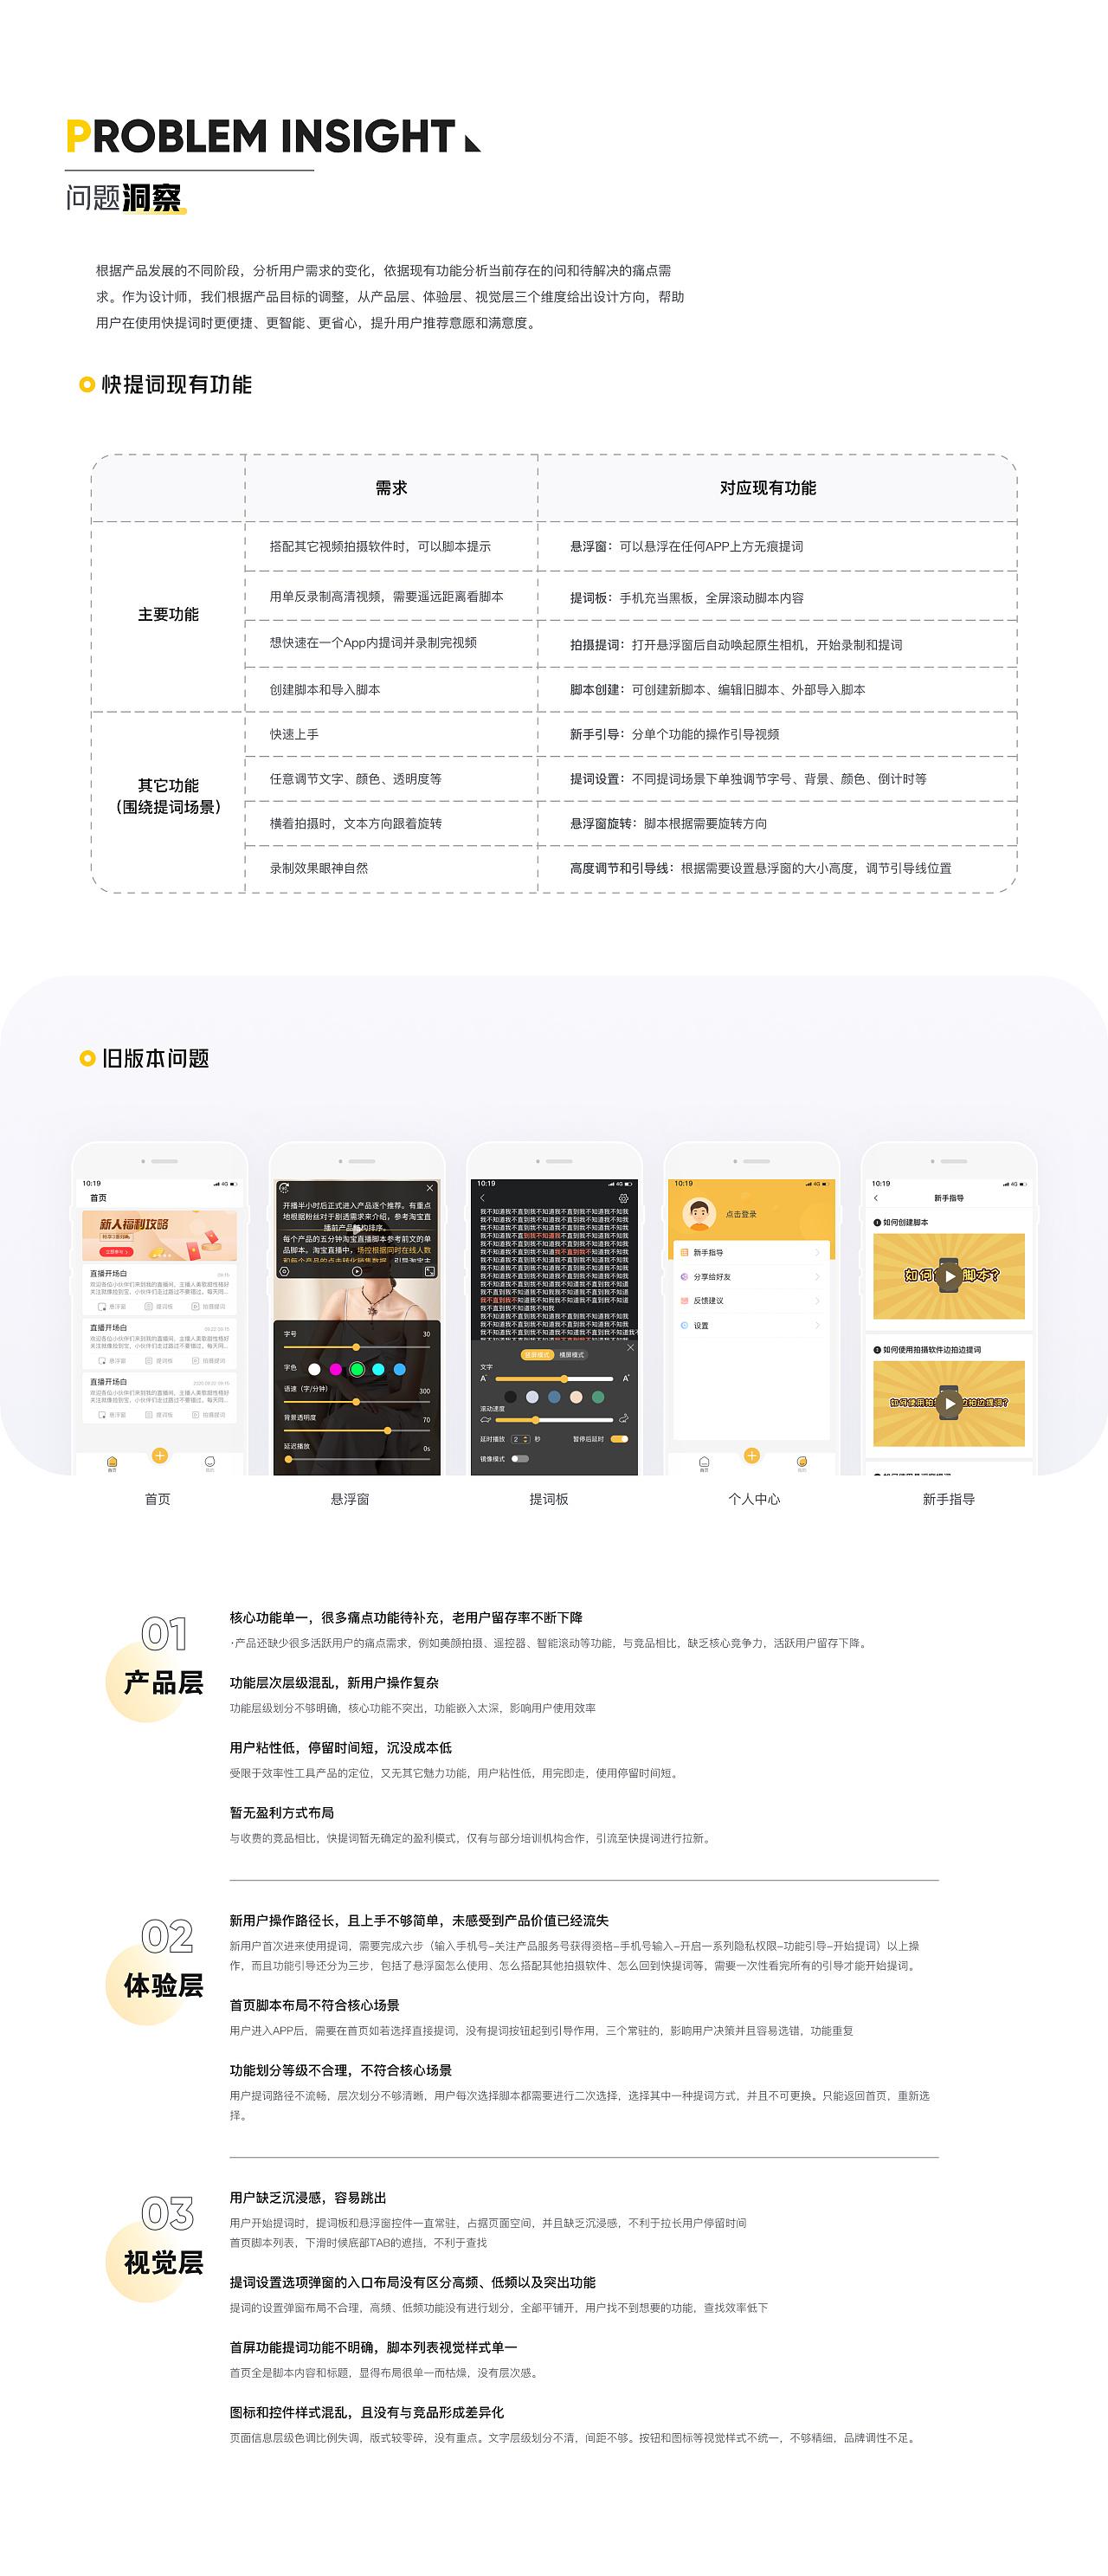 PROBLEM INSIGHT
问题洞察
根据产品发展的不同阶段，分析用户需求的变化，依据现有功能分析当前存在的问和待解决的痛点需
求。作为设计师，我们根据产品目标的调整，从产品层、体验层、视觉层三个维度给出设计方向，帮助
用户在使用快提词时更便捷、更智能、更省心，提升用户推荐意愿和满意度。
快提词现有功能
需求
对应现有功能
主要功能
搭配其它视频拍摄软件时，可以脚本提示
悬浮窗：可以悬浮在任何APP上方无痕提词
用单反录制高清视频，需要遥远距离看脚本
提词板：手机充当黑板，全屏滚动脚本内容
想快速在一个App内提词并录制完视频
拍摄提词：打开悬浮窗后自动唤起原生相机，开始录制和提词
创建脚本和导入脚本
脚本创建：可创建新脚本、编辑旧脚本、外部导入脚本
其它功能
（围绕提词场景）
快速上手
新手引导：分单个功能的操作引导视频
任意调节文字、颜色、透明度等
提词设置：不同提词场景下单独调节字号、背景、颜色、倒计时等
横着拍摄时，文本方向跟着旋转
悬浮窗旋转：脚本根据需要旋转方向
录制效果眼神自然
高度调节和引导线：根据需要设置悬浮窗的大小高度，调节引导线位置
旧版本问题
10:19
4G
首页
新人福利攻略
直播开场白
悬浮窗
提词板
拍摄提词
直播开场白
悬浮窗
提词板
拍摄提词
直播开场白
悬浮窗
提词板
拍摄提词
开播半小时后正式进入产品逐个推荐。有重点
地根据粉丝对于剧透需求来介绍，参考淘宝直
播前产品结构排序。
每个产品的五分钟淘宝直播脚本参考前文的单
品脚本。淘宝直播中，场控根据同时在线人数
字号
30
字色
语速（字/分钟）
300
背景透明度
70
延迟播放
0s
10:19
4G
竖屏模式
横屏模式
文字
A
A
滚动速度
延时播放
2
秒
暂停后延时
镜像模式
10:19
4G
点击登录
新手指导
分享给好友
反馈建议
设置
10:19
4G
新手指导
如何创建脚本
如何使用拍摄软件边拍边提词
首页
悬浮窗
提词板
个人中心
新手指导
01
产品层
核心功能单一，很多痛点功能待补充，老用户留存率不断下降
·产品还缺少很多活跃用户的痛点需求，例如美颜拍摄、遥控器、智能滚动等功能，与竞品相比，缺乏核心竞争力，活跃用户留存下降。
功能层次层级混乱，新用户操作复杂
功能层级划分不够明确，核心功能不突出，功能嵌入太深，影响用户使用效率
用户粘性低，停留时间短，沉没成本低
受限于效率性工具产品的定位，又无其它魅力功能，用户粘性低，用完即走，使用停留时间短。
暂无盈利方式布局
与收费的竞品相比，快提词暂无确定的盈利模式，仅有与部分培训机构合作，引流至快提词进行拉新。
02
体验层
新用户操作路径长，且上手不够简单，未感受到产品价值已经流失
新用户首次进来使用提词，需要完成六步（输入手机号–关注产品服务号获得资格–手机号输入–开启一系列隐私权限–功能引导–开始提词）以上操
作，而且功能引导还分为三步，包括了悬浮窗怎么使用、怎么搭配其他拍摄软件、怎么回到快提词等，需要一次性看完所有的引导才能开始提词。
首页脚本布局不符合核心场景
用户进入APP后，需要在首页如若选择直接提词，没有提词按钮起到引导作用，三个常驻的，影响用户决策并且容易选错，功能重复
功能划分等级不合理，不符合核心场景
用户提词路径不流畅，层次划分不够清晰，用户每次选择脚本都需要进行二次选择，选择其中一种提词方式，并且不可更换。只能返回首页，重新选
择。
03
视觉层
用户缺乏沉浸感，容易跳出
用户开始提词时，提词板和悬浮窗控件一直常驻，占据页面空间，并且缺乏沉浸感，不利于拉长用户停留时间
首页脚本列表，下滑时候底部TAB的遮挡，不利于查找
提词设置选项弹窗的入口布局没有区分高频、低频以及突出功能
提词的设置弹窗布局不合理，高频、低频功能没有进行划分，全部平铺开，用户找不到想要的功能，查找效率低下
首屏功能提词功能不明确，脚本列表视觉样式单一
首页全是脚本内容和标题，显得布局很单一而枯燥，没有层次感。
图标和控件样式混乱，且没有与竞品形成差异化
页面信息层级色调比例失调，版式较零碎，没有重点。文字层级划分不清，间距不够。按钮和图标等视觉样式不统一，不够精细，品牌调性不足。